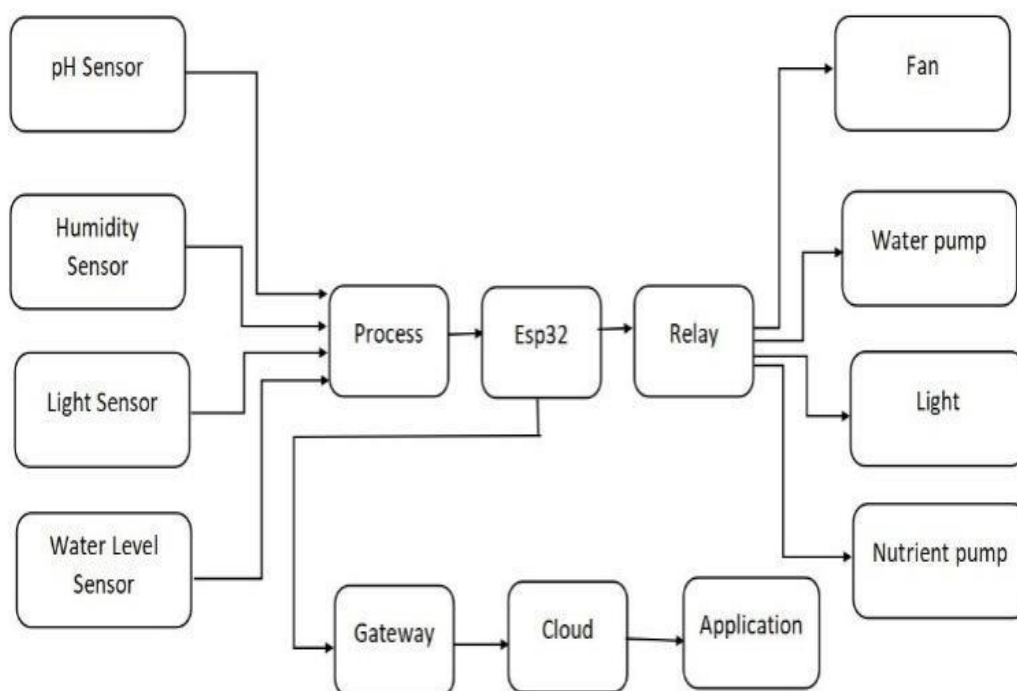 pH Sensor
Humidity
Sensor
Light Sensor
Water Level
Sensor
Process
Esp32
Relay
Fan
Water pump
Light
Nutrient pump
Gateway
Cloud
Application